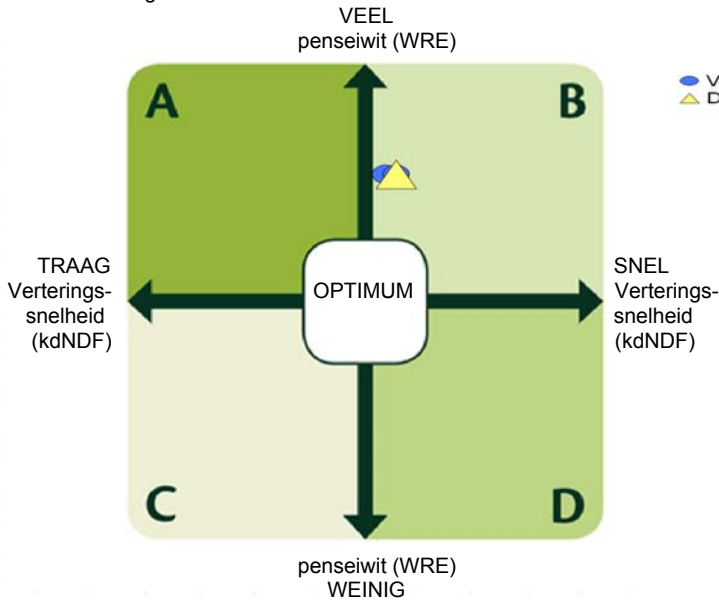 VEEL
penseiwit (WRE)
A
B
V
D
TRAAG
Verterings-
snelheid
(kdNDF)
OPTIMUM
SNEL
Verterings-
snelheid
(kdNDF)
C
D
penseiwit (WRE)
WEINIG